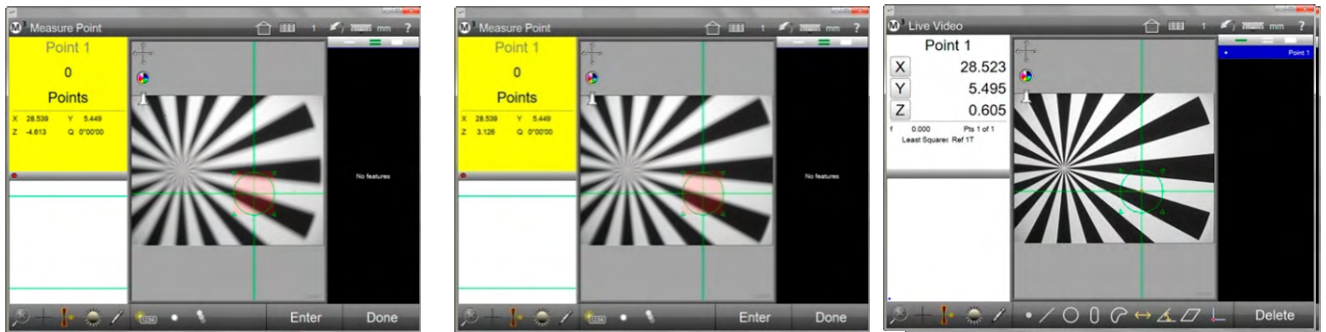 Measure Point
1
mm
?
Point 1
0
Points
X 28.539 Y 5.449
Z -4.613 Q 0°00'00
No features
Enter
Done
Measure Point
1
mm
?
Point 1
0
Points
X 28.539 Y 5.449
Z 3.126 Q 0°00'00
No features
Enter
Done
Live Video
1
mm
?
Point 1
X 28.523
Y 5.495
Z 0.605
f 0.000 Pts 1 of 1
Least Squares Ref 1T
Point 1
Delete